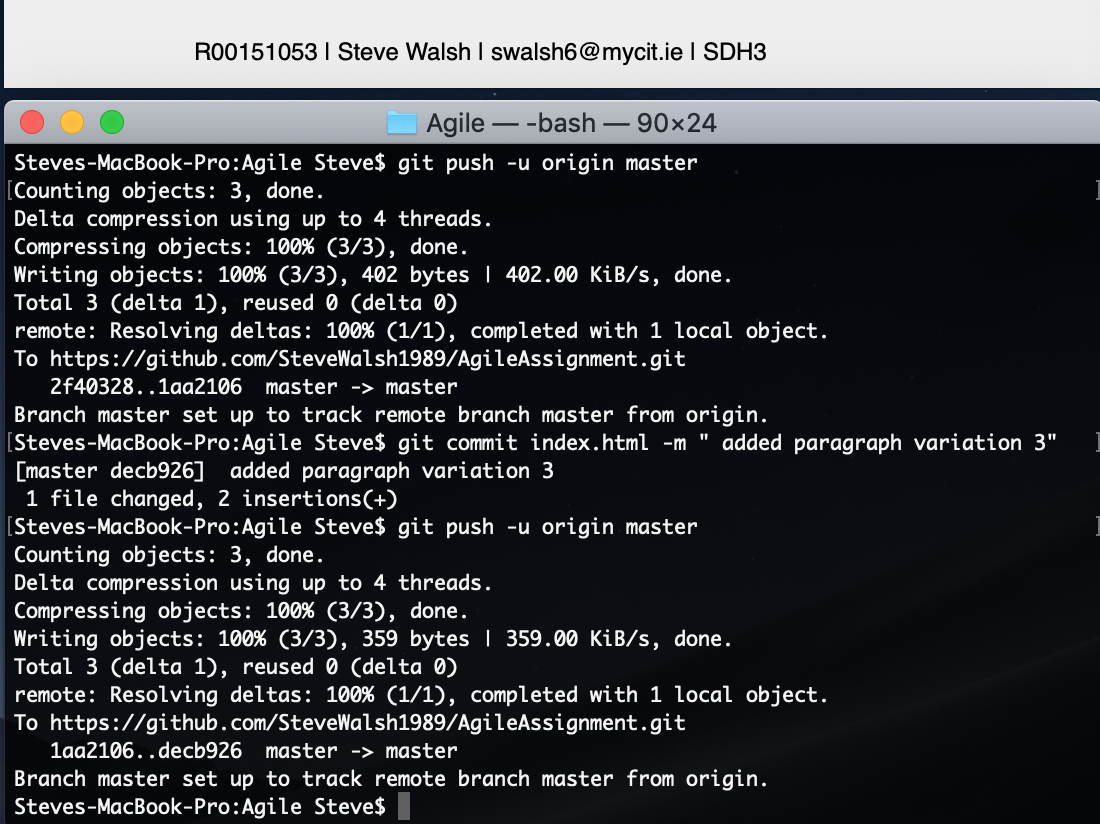 R00151053 | Steve Walsh | swalsh6@mycit.ie | SDH3
Agile — -bash — 90×24
Steves-MacBook-Pro:Agile Steve$ git push -u origin master
[Counting objects: 3, done. ]
Delta compression using up to 4 threads.
Compressing objects: 100% (3/3), done.
Writing objects: 100% (3/3), 402 bytes | 402.00 KiB/s, done.
Total 3 (delta 1), reused 0 (delta 0)
remote: Resolving deltas: 100% (1/1), completed with 1 local object.
To https://github.com/SteveWalsh1989/AgileAssignment.git
   2f40328..1aa2106  master -> master
Branch master set up to track remote branch master from origin.
[Steves-MacBook-Pro:Agile Steve$ git commit index.html -m " added paragraph variation 3" ]
[master decb926]  added paragraph variation 3
 1 file changed, 2 insertions(+)
[Steves-MacBook-Pro:Agile Steve$ git push -u origin master ]
Counting objects: 3, done.
Delta compression using up to 4 threads.
Compressing objects: 100% (3/3), done.
Writing objects: 100% (3/3), 359 bytes | 359.00 KiB/s, done.
Total 3 (delta 1), reused 0 (delta 0)
remote: Resolving deltas: 100% (1/1), completed with 1 local object.
To https://github.com/SteveWalsh1989/AgileAssignment.git
   1aa2106..decb926  master -> master
Branch master set up to track remote branch master from origin.
Steves-MacBook-Pro:Agile Steve$